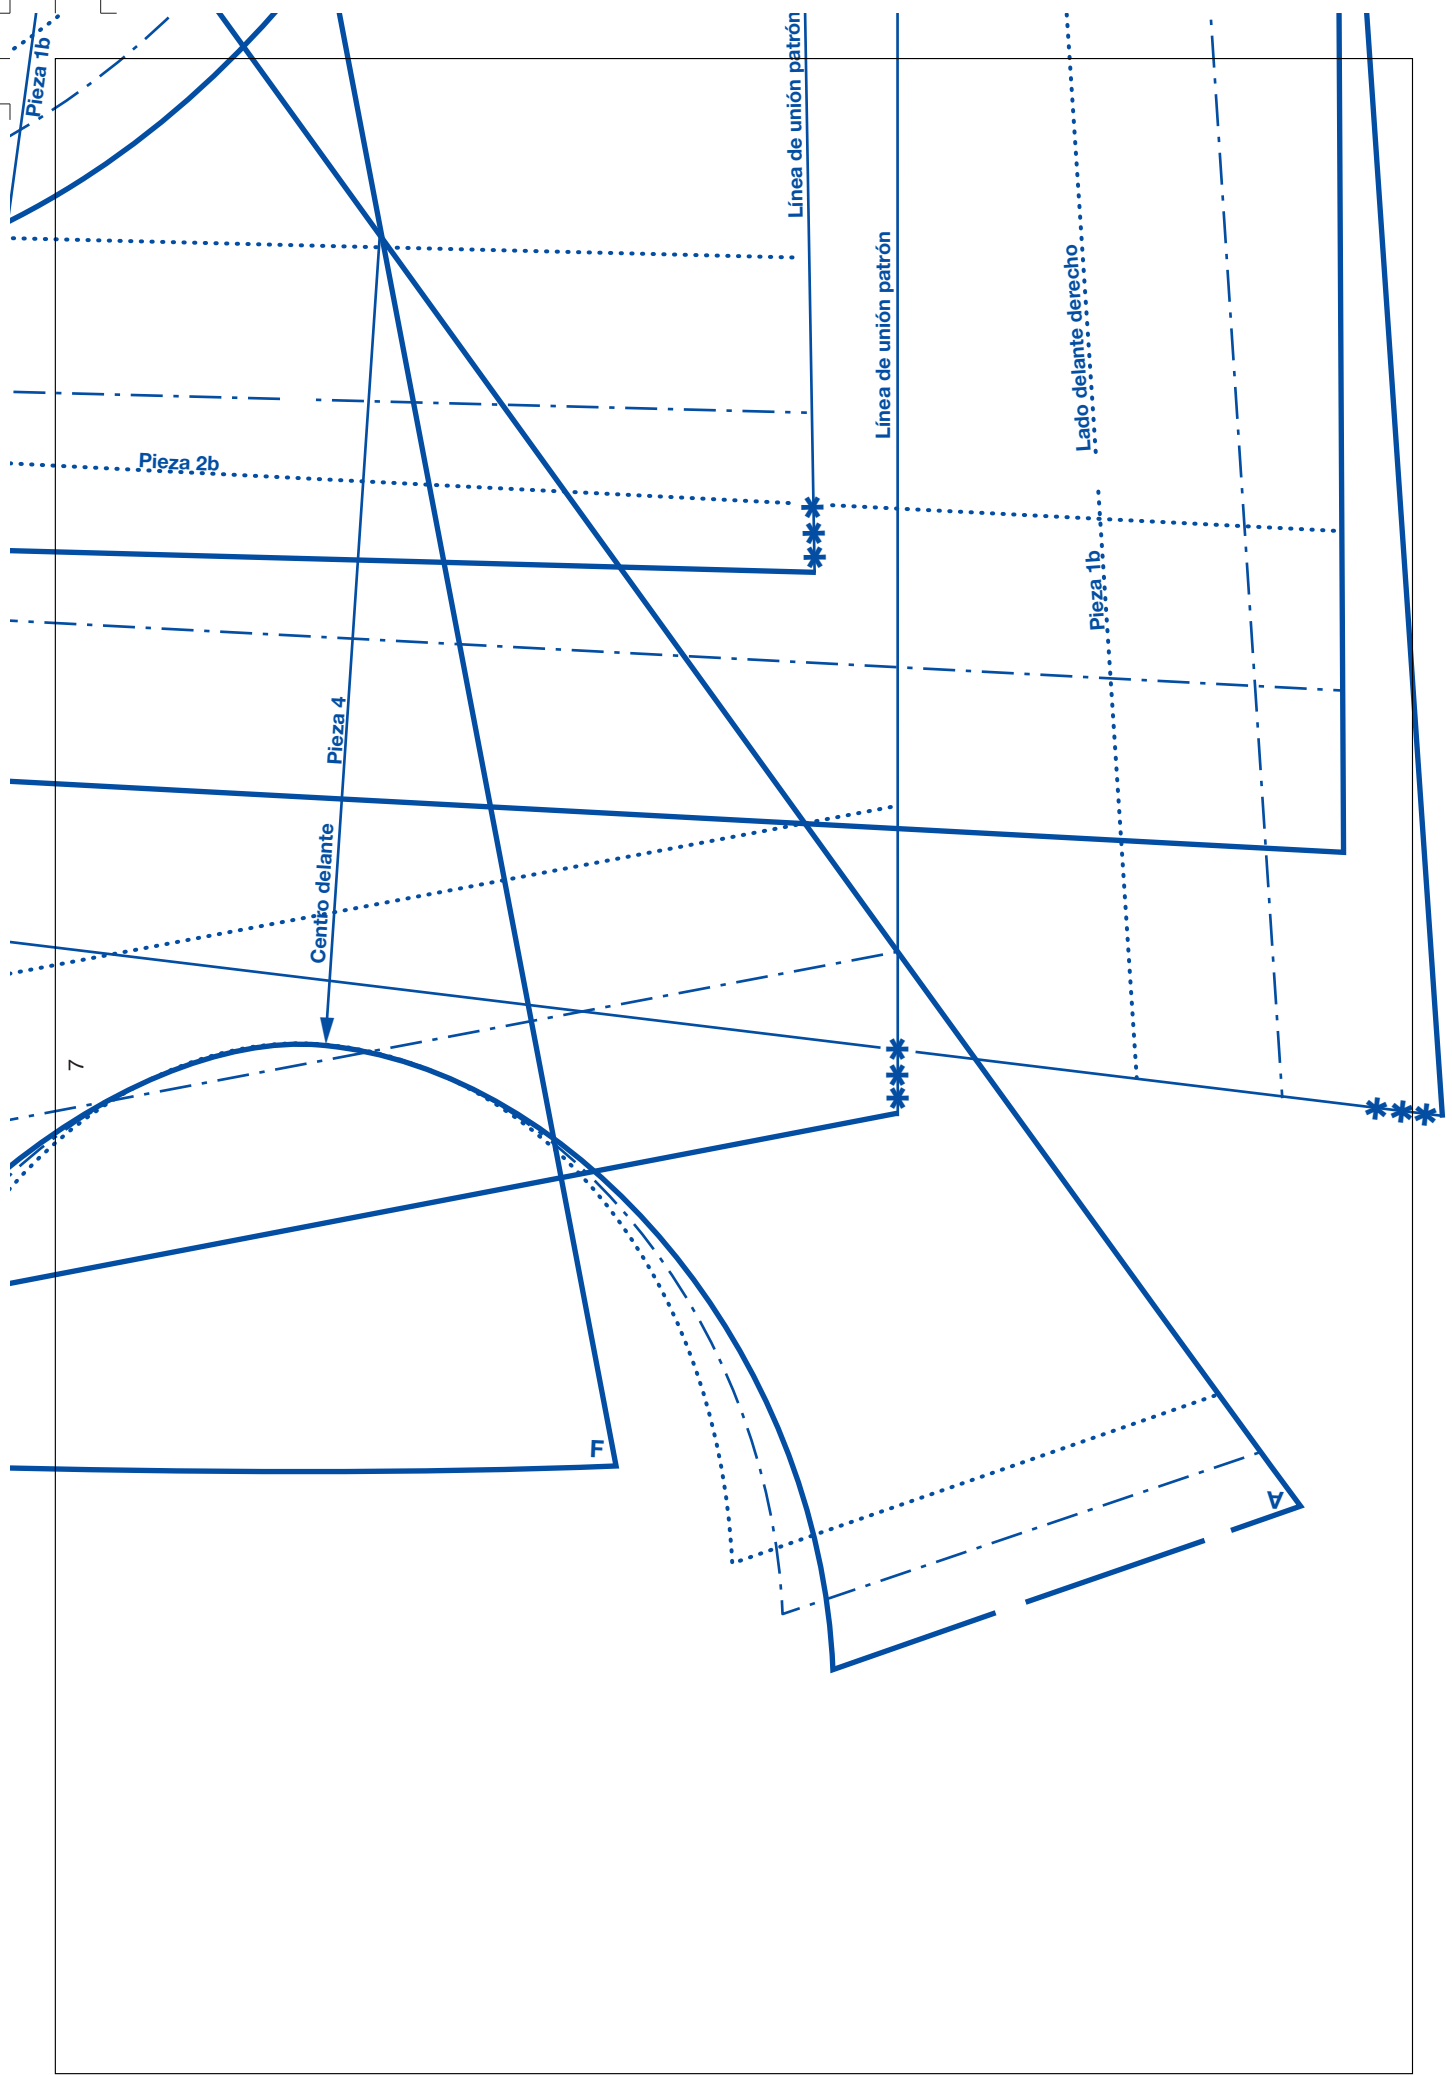 Pieza 1b
Línea de unión patrón
Línea de unión patrón
Lado delante derecho
Pieza 2b
Pieza 1b
Pieza 4
Centro delante
7
F
A